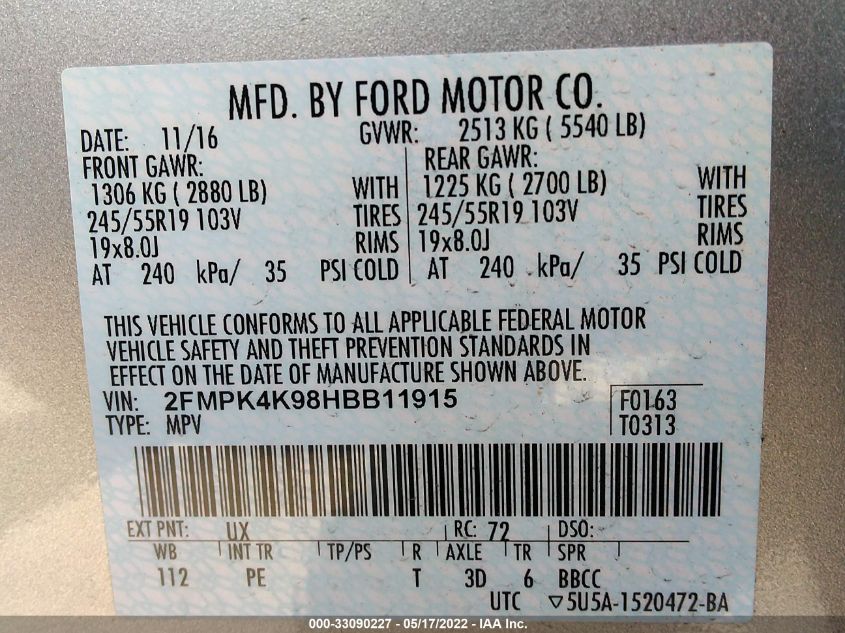 MFD. BY FORD MOTOR CO.
DATE: 11/16 GVWR: 2513 KG ( 5540 LB)
FRONT GAWR: REAR GAWR:
1306 KG ( 2880 LB) WITH 1225 KG ( 2700 LB) WITH
245/55R19 103V TIRES 245/55R19 103V TIRES
19x8.0J RIMS 19x8.0J RIMS
AT 240 kPa/ 35 PSI COLD AT 240 kPa/ 35 PSI COLD
THIS VEHICLE CONFORMS TO ALL APPLICABLE FEDERAL MOTOR
VEHICLE SAFETY AND THEFT PREVENTION STANDARDS IN
EFFECT ON THE DATE OF MANUFACTURE SHOWN ABOVE.
VIN: 2FMPK4K98HBB11915 F0163
TYPE: MPV T0313
EXT PNT: UX RC: 72 DSO:
WB INT TR TP/PS R AXLE TR SPR
112 PE T 3D 6 BBCC
UTC ▽5U5A-1520472-BA
000-33090227 - 05/17/2022 - IAA Inc.